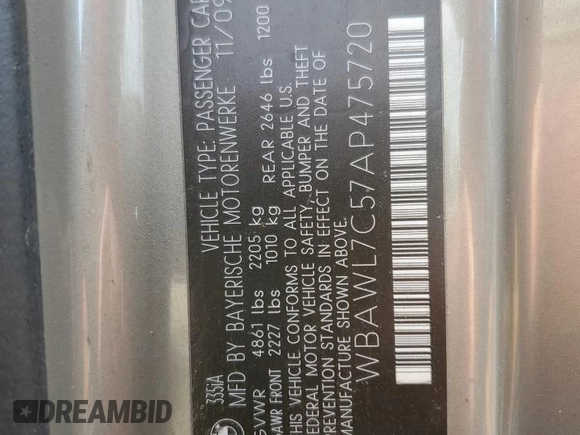 3351A
VEHICLE TYPE: PASSENGER CAR
MFD BY BAYERISCHE MOTORENWERKE 11/09
GVWR 4861 lbs 2205 kg
GAWR FRONT 2227 lbs 1010 kg REAR 2646 lbs 1200
THIS VEHICLE CONFORMS TO ALL APPLICABLE U.S.
FEDERAL MOTOR VEHICLE SAFETY, BUMPER AND THEFT
PREVENTION STANDARDS IN EFFECT ON THE DATE OF
MANUFACTURE SHOWN ABOVE.
WBAWL7C57AP475720
DREAMBID